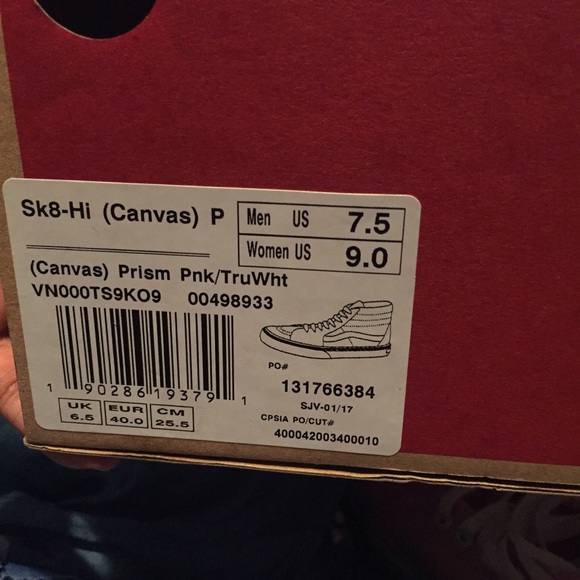 Sk8-Hi (Canvas) P
Men US 7.5
Women US 9.0
(Canvas) Prism Pnk/TruWht
VN000TS9KO9 00498933
1 90286 19379 1
PO#
131766384
SJV-01/17
CPSIA PO/CUT#
400042003400010
UK 6.5
EUR 40.0
CM 25.5